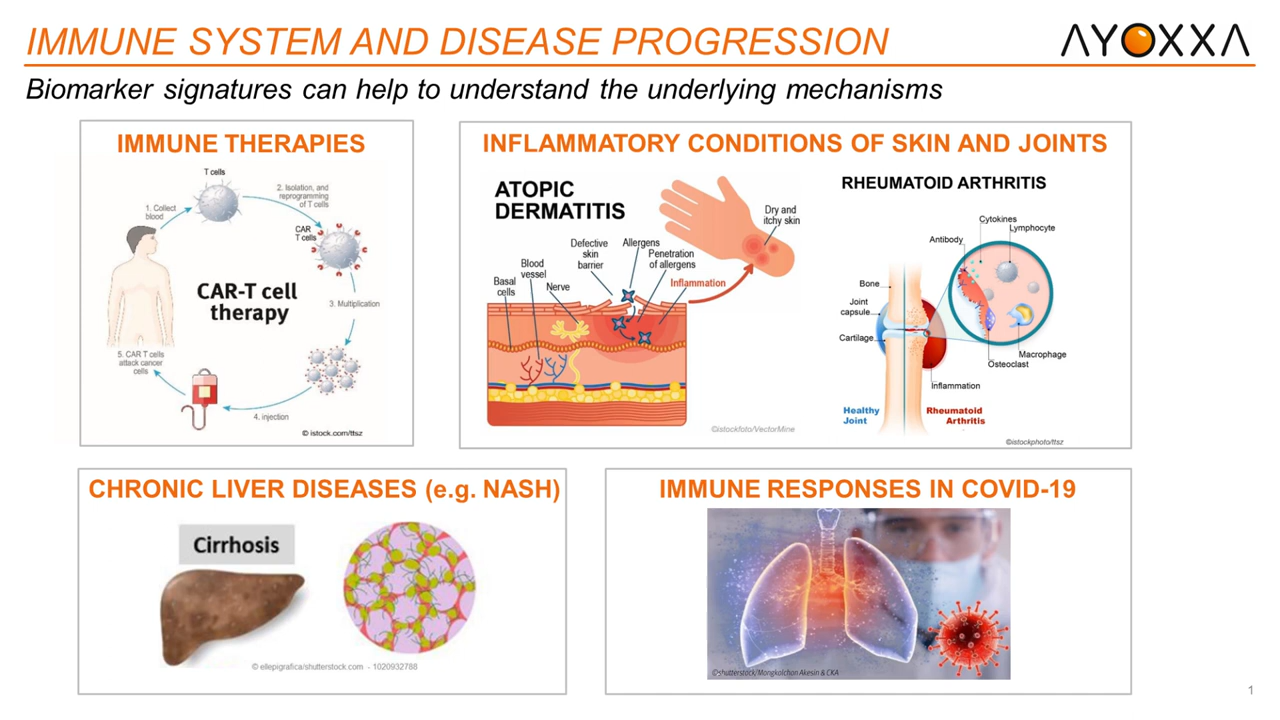 IMMUNE SYSTEM AND DISEASE PROGRESSION
AYOXXA
Biomarker signatures can help to understand the underlying mechanisms
IMMUNE THERAPIES
T cells
1. Collect
blood
2. Isolation, and
reprogramming
of T cells
CAR
T cells
CAR-T cell
therapy
3. Multiplication
5. CAR T cells
attack cancer
cells
4. injection
© istock.com/ttsz
INFLAMMATORY CONDITIONS OF SKIN AND JOINTS
ATOPIC
DERMATITIS
Dry and
itchy skin
Defective
skin
barrier
Allergens
Penetration
of allergens
Blood
vessel
Basal
cells
Nerve
Inflammation
©istockfoto/VectorMine
RHEUMATOID ARTHRITIS
Cytokines
Lymphocyte
Antibody
Bone
Joint
capsule
Cartilage
Macrophage
Osteoclast
Inflammation
Healthy
Joint
Rheumatoid
Arthritis
©istockphoto/ttsz
CHRONIC LIVER DISEASES (e.g. NASH)
Cirrhosis
© ellepigrafica/shutterstock.com - 1020932788
IMMUNE RESPONSES IN COVID-19
©shutterstock/Mongkolchon Akesin & CKA
1